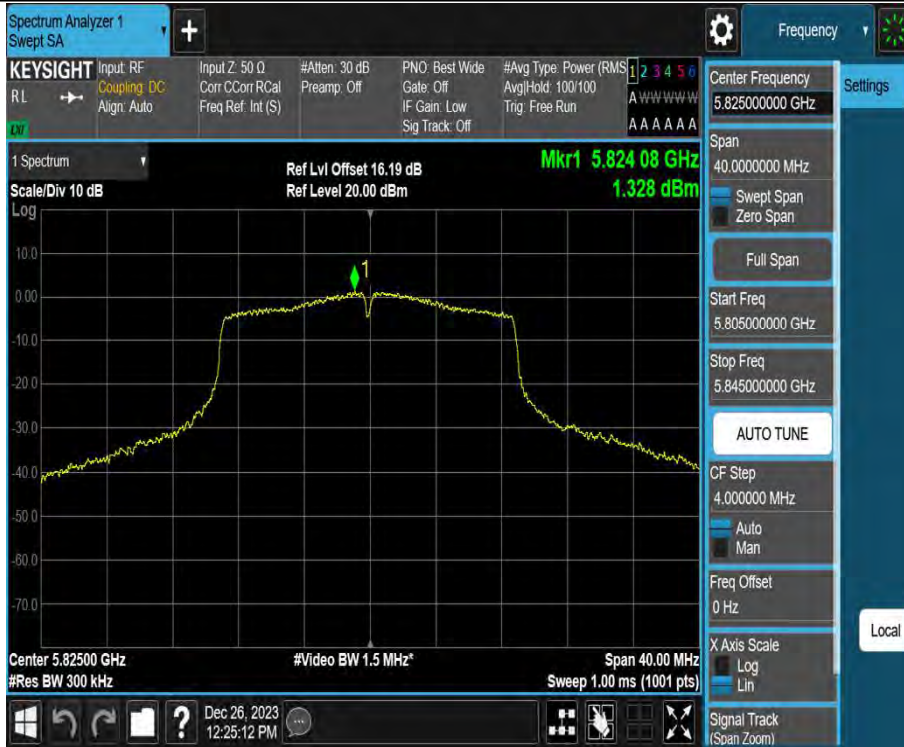 Spectrum Analyzer 1
Swept SA
+
Frequency
KEYSIGHT
RL
LXI
Input: RF
Coupling: DC
Align: Auto
Input Z: 50 Ω
Corr CCorr RCal
Freq Ref: Int (S)
#Atten: 30 dB
Preamp: Off
PNO: Best Wide
Gate: Off
IF Gain: Low
Sig Track: Off
#Avg Type: Power (RMS
Avg|Hold: 100/100
Trig: Free Run
1 2 3 4 5 6
A W W W W W
A A A A A A
1 Spectrum
Scale/Div 10 dB
Log
Ref Lvl Offset 16.19 dB
Ref Level 20.00 dBm
Mkr1 5.824 08 GHz
1.328 dBm
10.0
0.00
-10.0
-20.0
-30.0
-40.0
-50.0
-60.0
-70.0
1
Center 5.82500 GHz
#Res BW 300 kHz
#Video BW 1.5 MHz*
Span 40.00 MHz
Sweep 1.00 ms (1001 pts)
?
Dec 26, 2023
12:25:12 PM
Center Frequency
5.825000000 GHz
Span
40.0000000 MHz
Swept Span
Zero Span
Full Span
Start Freq
5.805000000 GHz
Stop Freq
5.845000000 GHz
AUTO TUNE
CF Step
4.000000 MHz
Auto
Man
Freq Offset
0 Hz
X Axis Scale
Log
Lin
Signal Track
(Span Zoom)
Settings
Local